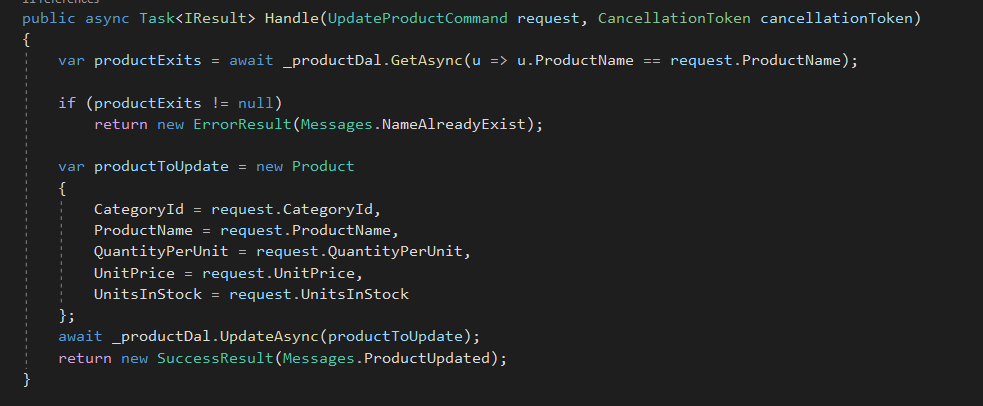 public async Task<IResult> Handle(UpdateProductCommand request, CancellationToken cancellationToken)
{
var productExits = await _productDal.GetAsync(u => u.ProductName == request.ProductName);
if (productExits != null)
return new ErrorResult(Messages.NameAlreadyExist);
var productToUpdate = new Product
{
CategoryId = request.CategoryId,
ProductName = request.ProductName,
QuantityPerUnit = request.QuantityPerUnit,
UnitPrice = request.UnitPrice,
UnitsInStock = request.UnitsInStock
};
await _productDal.UpdateAsync(productToUpdate);
return new SuccessResult(Messages.ProductUpdated);
}